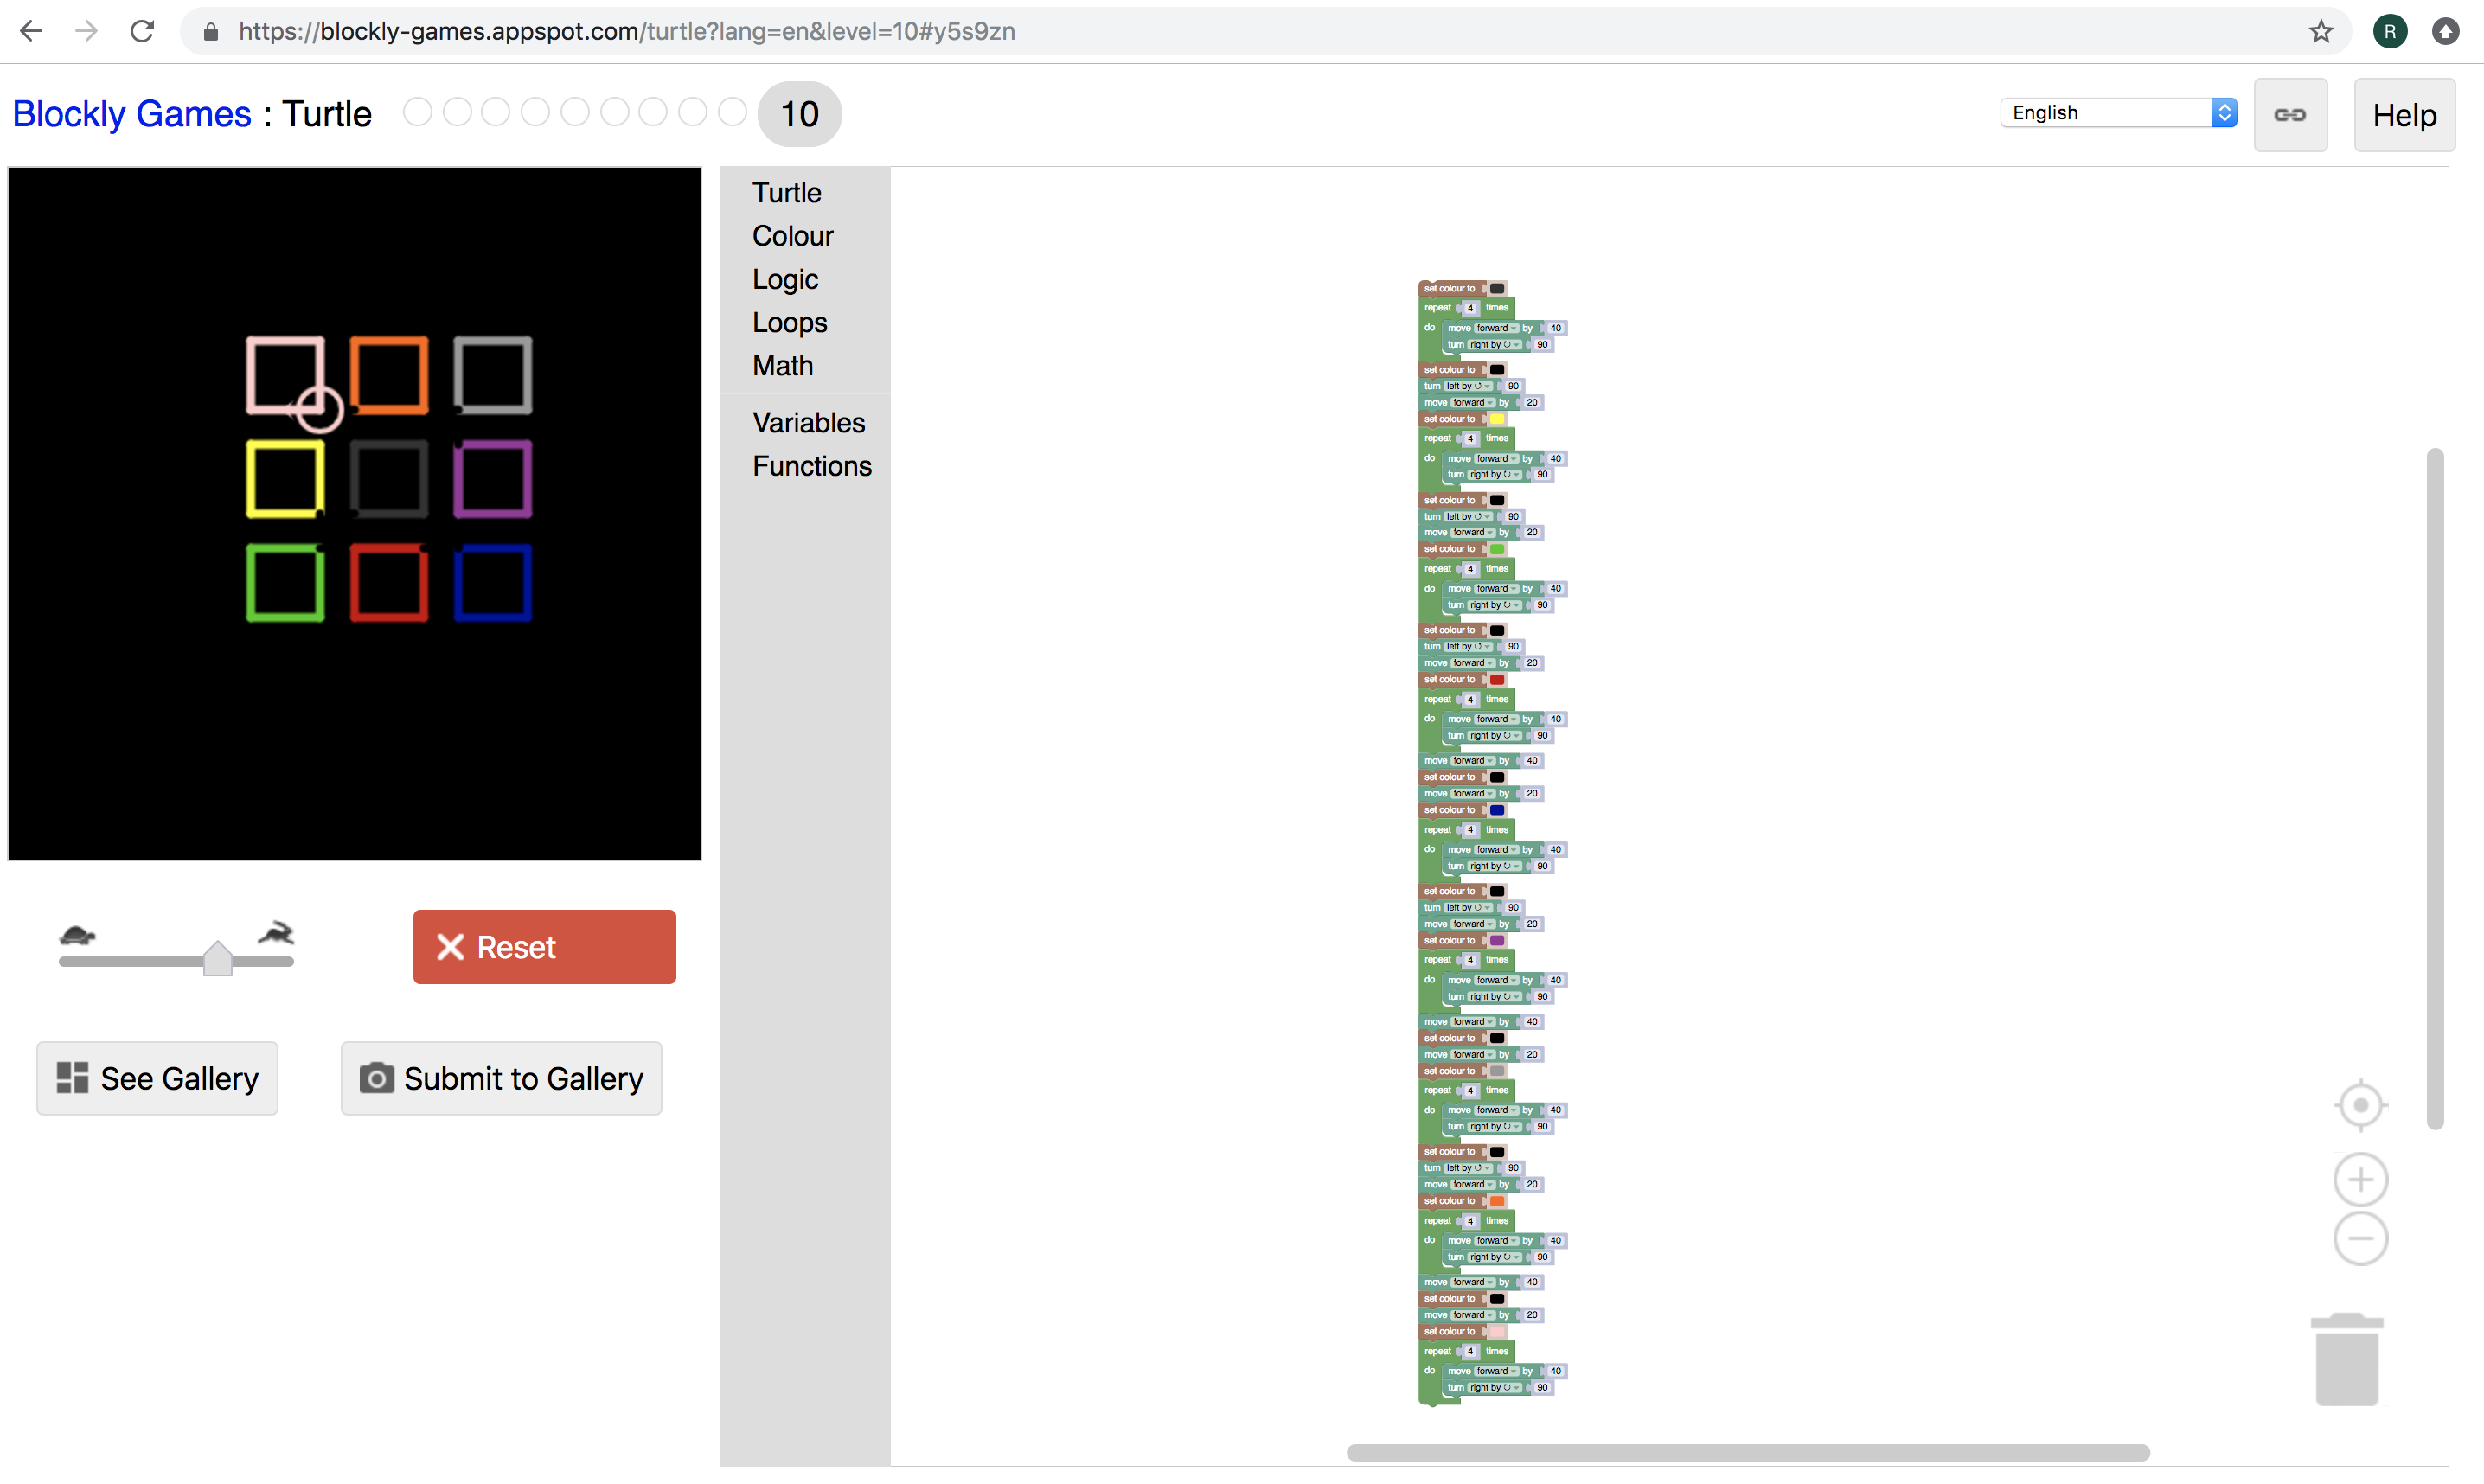 https://blockly-games.appspot.com/turtle?lang=en&level=10#y5s9zn
R
Blockly Games : Turtle
10
English
Help
Turtle
Colour
Logic
Loops
Math
Variables
Functions
Reset
See Gallery
Submit to Gallery
set colour to
repeat 4 times
do move forward by 40
turn right by 90
set colour to
turn left by 90
move forward by 20
set colour to
repeat 4 times
do move forward by 40
turn right by 90
set colour to
turn left by 90
move forward by 20
set colour to
repeat 4 times
do move forward by 40
turn right by 90
set colour to
turn left by 90
move forward by 20
set colour to
repeat 4 times
do move forward by 40
turn right by 90
move forward by 40
set colour to
move forward by 20
set colour to
repeat 4 times
do move forward by 40
turn right by 90
set colour to
turn left by 90
move forward by 20
set colour to
repeat 4 times
do move forward by 40
turn right by 90
move forward by 40
set colour to
move forward by 20
set colour to
repeat 4 times
do move forward by 40
turn right by 90
set colour to
turn left by 90
move forward by 20
set colour to
repeat 4 times
do move forward by 40
turn right by 90
move forward by 40
set colour to
move forward by 20
set colour to
repeat 4 times
do move forward by 40
turn right by 90